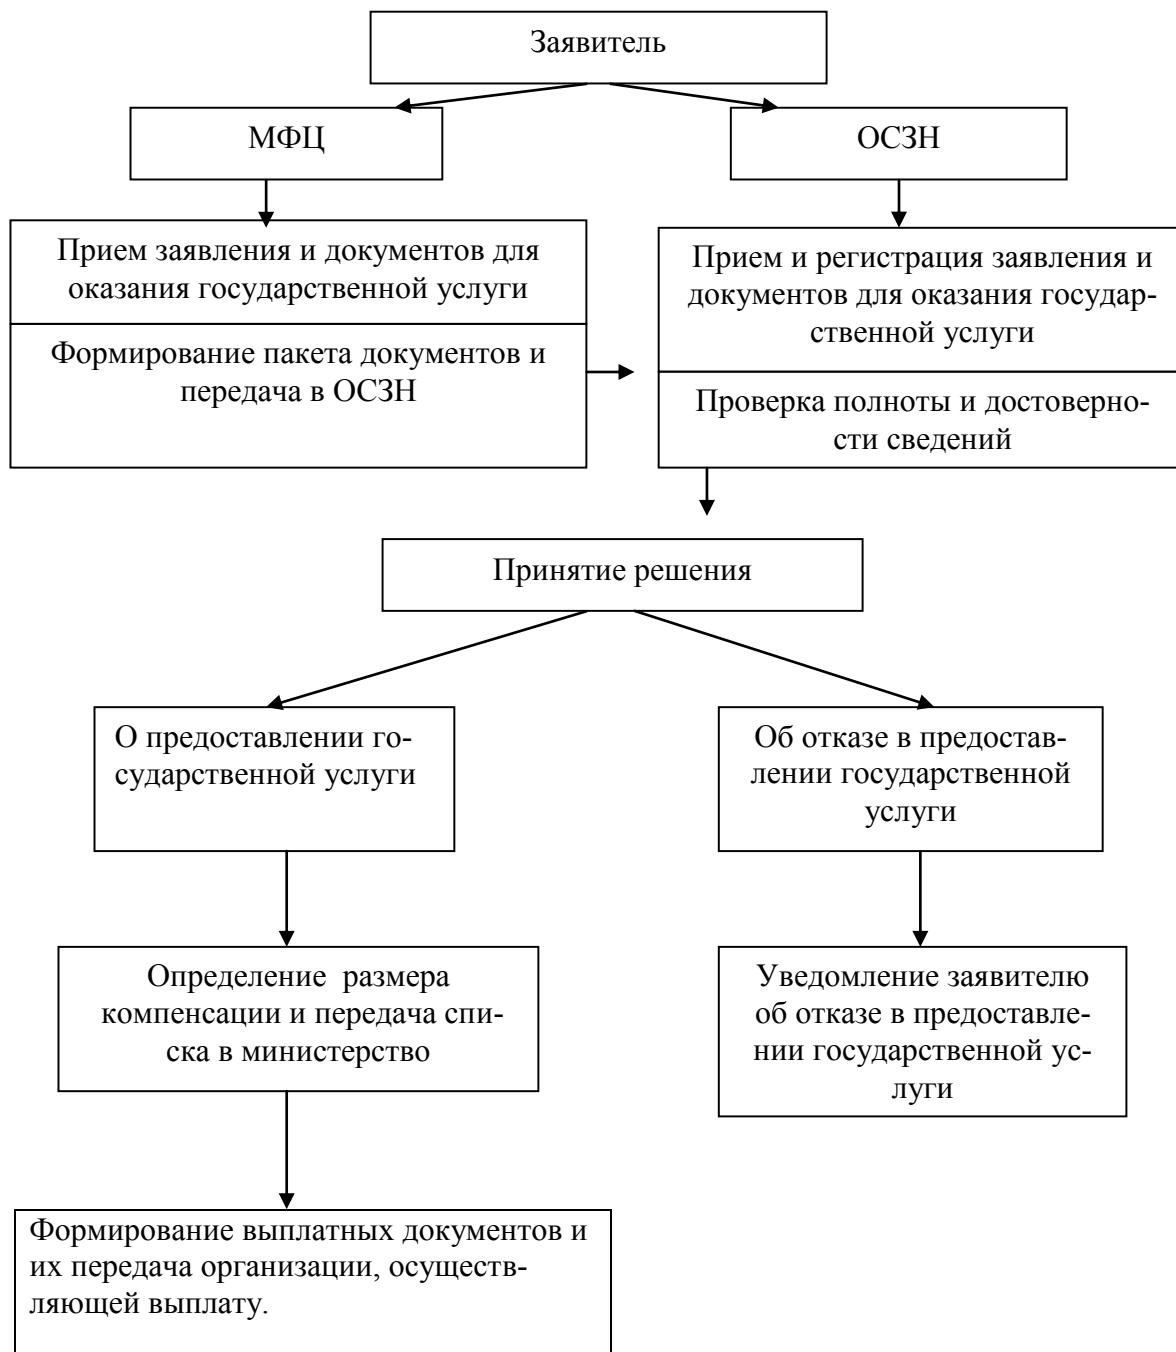 Заявитель
МФЦ
ОСЗН
Прием заявления и документов для
оказания государственной услуги
Формирование пакета документов и
передача в ОСЗН
Прием и регистрация заявления и
документов для оказания государ-
ственной услуги
Проверка полноты и достоверно-
сти сведений
Принятие решения
О предоставлении го-
сударственной услуги
Об отказе в предостав-
лении государственной
услуги
Определение  размера
компенсации и передача спи-
ска в министерство
Уведомление заявителю
об отказе в предоставле-
нии государственной ус-
луги
Формирование выплатных документов и
их передача организации, осуществ-
ляющей выплату.